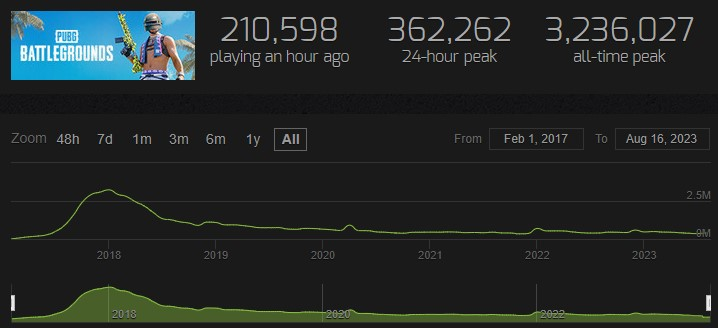 PUBG
BATTLEGROUNDS
210,598
playing an hour ago
362,262
24-hour peak
3,236,027
all-time peak
Zoom 48h 7d 1m 3m 6m 1y All
From Feb 1, 2017 To Aug 16, 2023
2.5M
0M
2018 2019 2020 2021 2022 2023
2018 2020 2022